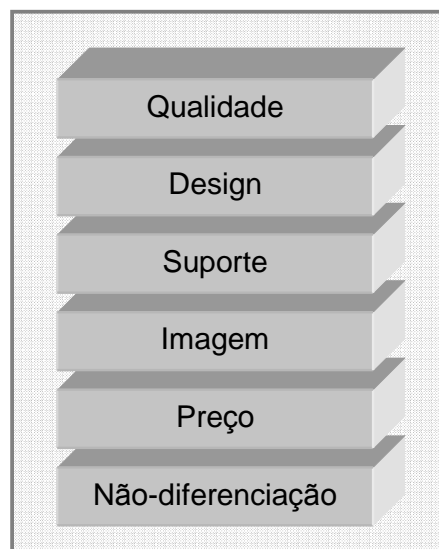 Qualidade
Design
Suporte
Imagem
Preço
Não-diferenciação